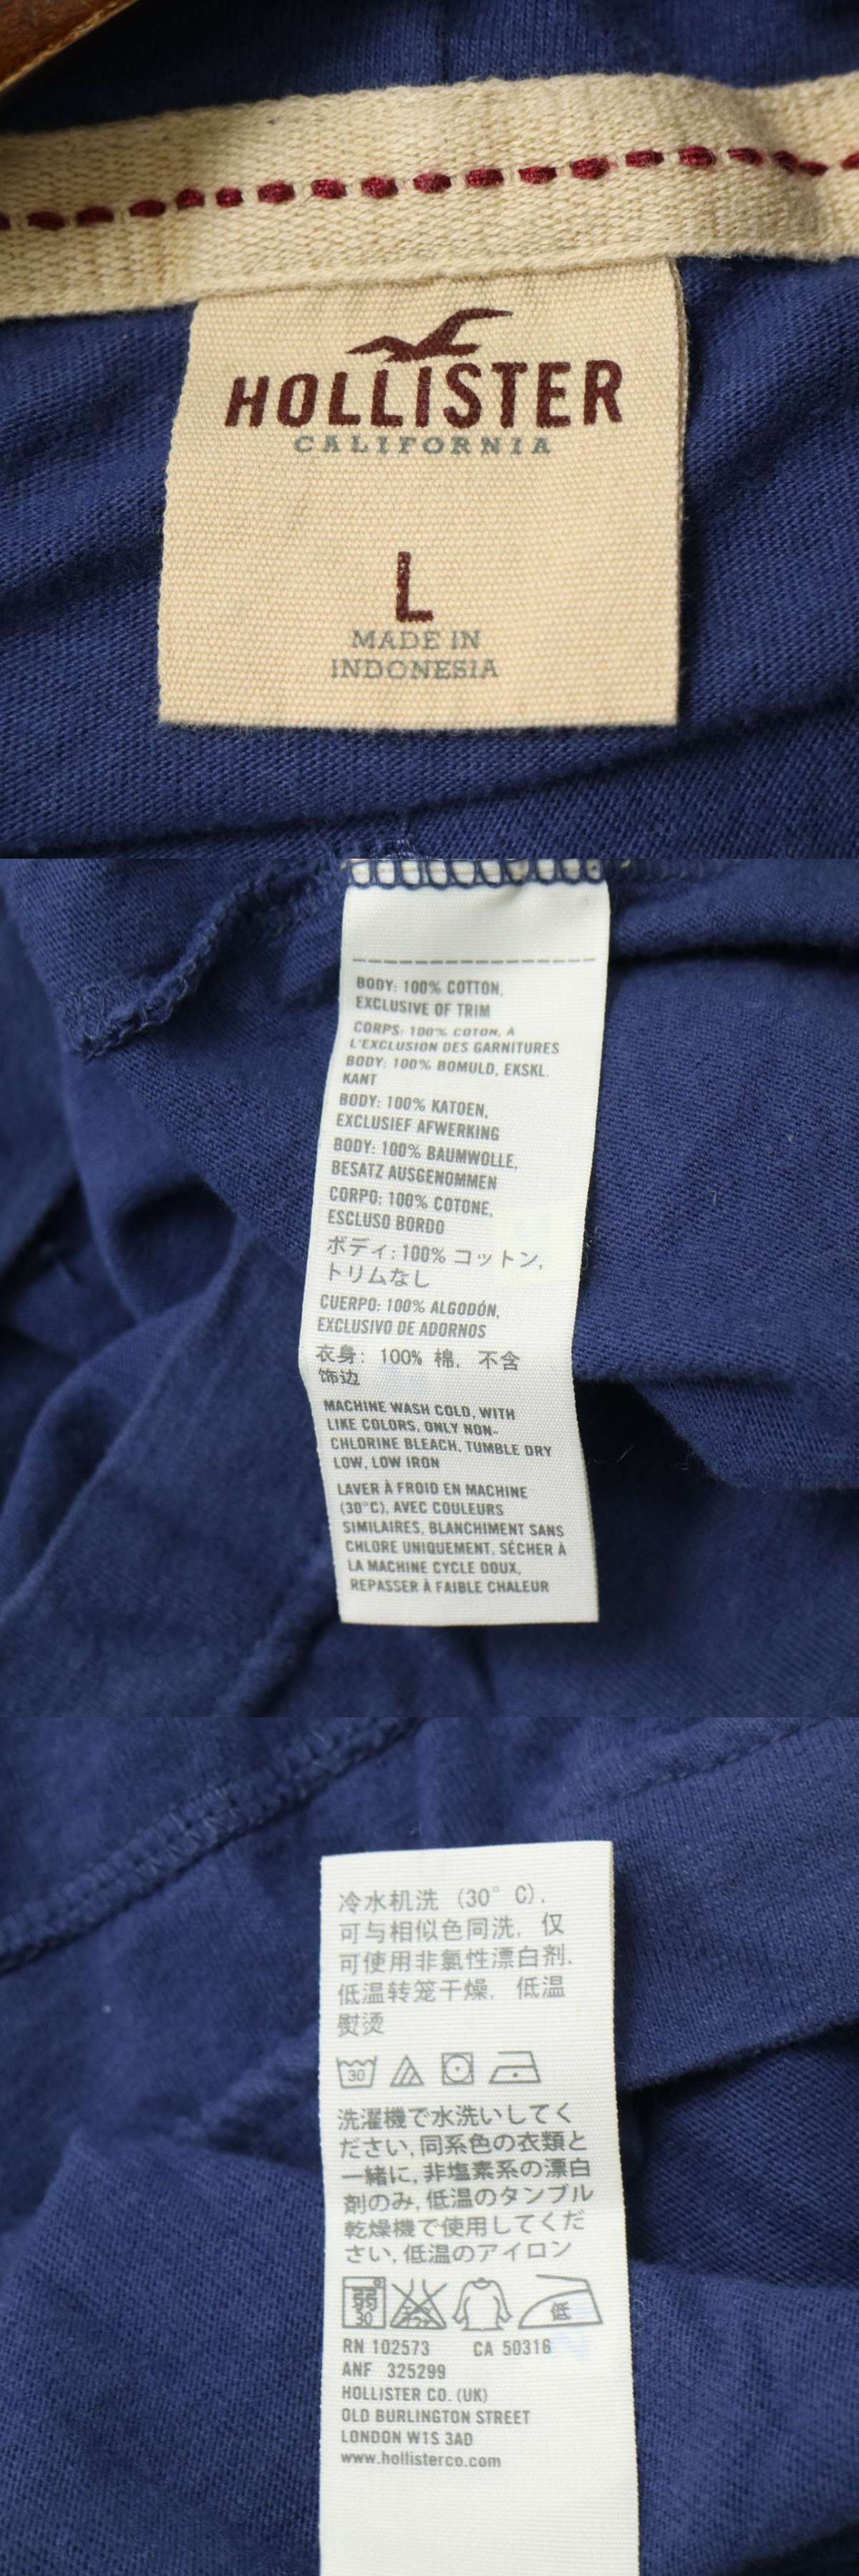 HOLLISTER
CALIFORNIA
L
MADE IN
INDONESIA
BODY: 100% COTTON,
EXCLUSIVE OF TRIM
CORPS: 100% COTON, À
L'EXCLUSION DES GARNITURES
BODY: 100% BOMULD, EKSKL.
KANT
BODY: 100% KATOEN,
EXCLUSIEF AFWERKING
BODY: 100% BAUMWOLLE,
BESATZ AUSGENOMMEN
CORPO: 100% COTONE,
ESCLUSO BORDO
ボディ:100% コットン,
トリムなし
CUERPO: 100% ALGODÓN,
EXCLUSIVO DE ADORNOS
衣身: 100% 棉, 不含
饰边
MACHINE WASH COLD, WITH
LIKE COLORS, ONLY NON-
CHLORINE BLEACH, TUMBLE DRY
LOW, LOW IRON
LAVER À FROID EN MACHINE
(30°C), AVEC COULEURS
SIMILAIRES, BLANCHIMENT SANS
CHLORE UNIQUEMENT, SÉCHER À
LA MACHINE CYCLE DOUX,
REPASSER À FAIBLE CHALEUR
冷水机洗 (30°C),
可与相似色同洗, 仅
可使用非氯性漂白剂,
低温转笼干燥, 低温
熨烫
30
洗濯機で水洗いしてく
ださい,同系色の衣類と
一緒に,非塩素系の漂白
剤のみ,低温のタンブル
乾燥機で使用してくだ
さい,低温のアイロン
30 低
RN 102573 CA 50316
ANF 325299
HOLLISTER CO. (UK)
OLD BURLINGTON STREET
LONDON W1S 3AD
www.hollisterco.com